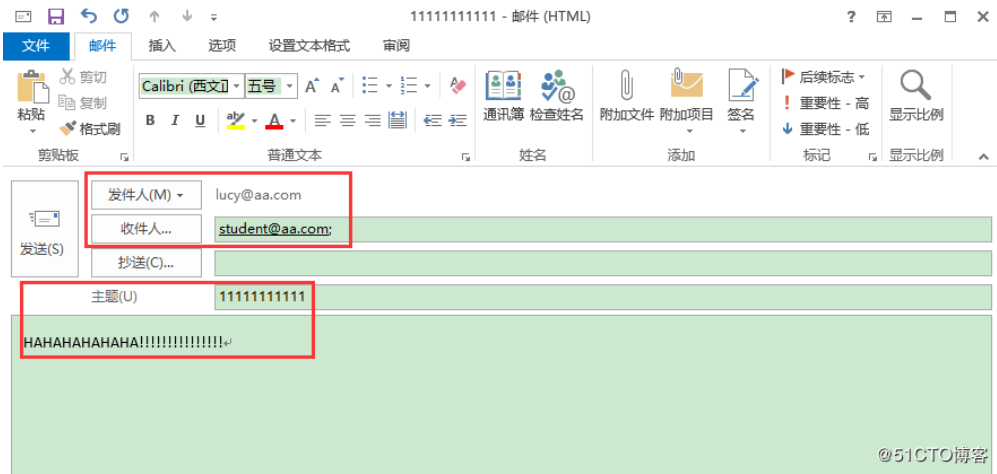 11111111111 - 邮件 (HTML)
?
文件 邮件 插入 选项 设置文本格式 审阅
粘贴
剪切
复制
格式刷
剪贴板
Calibri (西文正 五号 A A
B I U ab A
普通文本
通讯簿 检查姓名
姓名
附加文件 附加项目 签名
添加
后续标志
! 重要性 - 高
重要性 - 低
标记
显示比例
显示比例
发送(S)
发件人(M) lucy@aa.com
收件人... student@aa.com;
抄送(C)...
主题(U) 11111111111
HAHAHAHAHAHA!!!!!!!!!!!!!!!
@51CTO博客